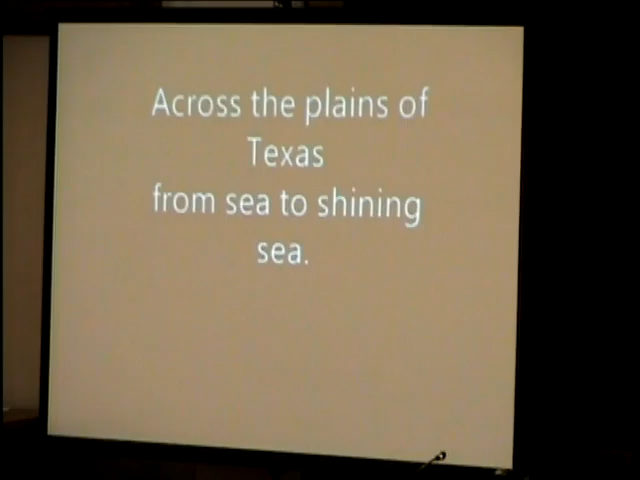 Across the plains of
Texas
from sea to shining
sea.